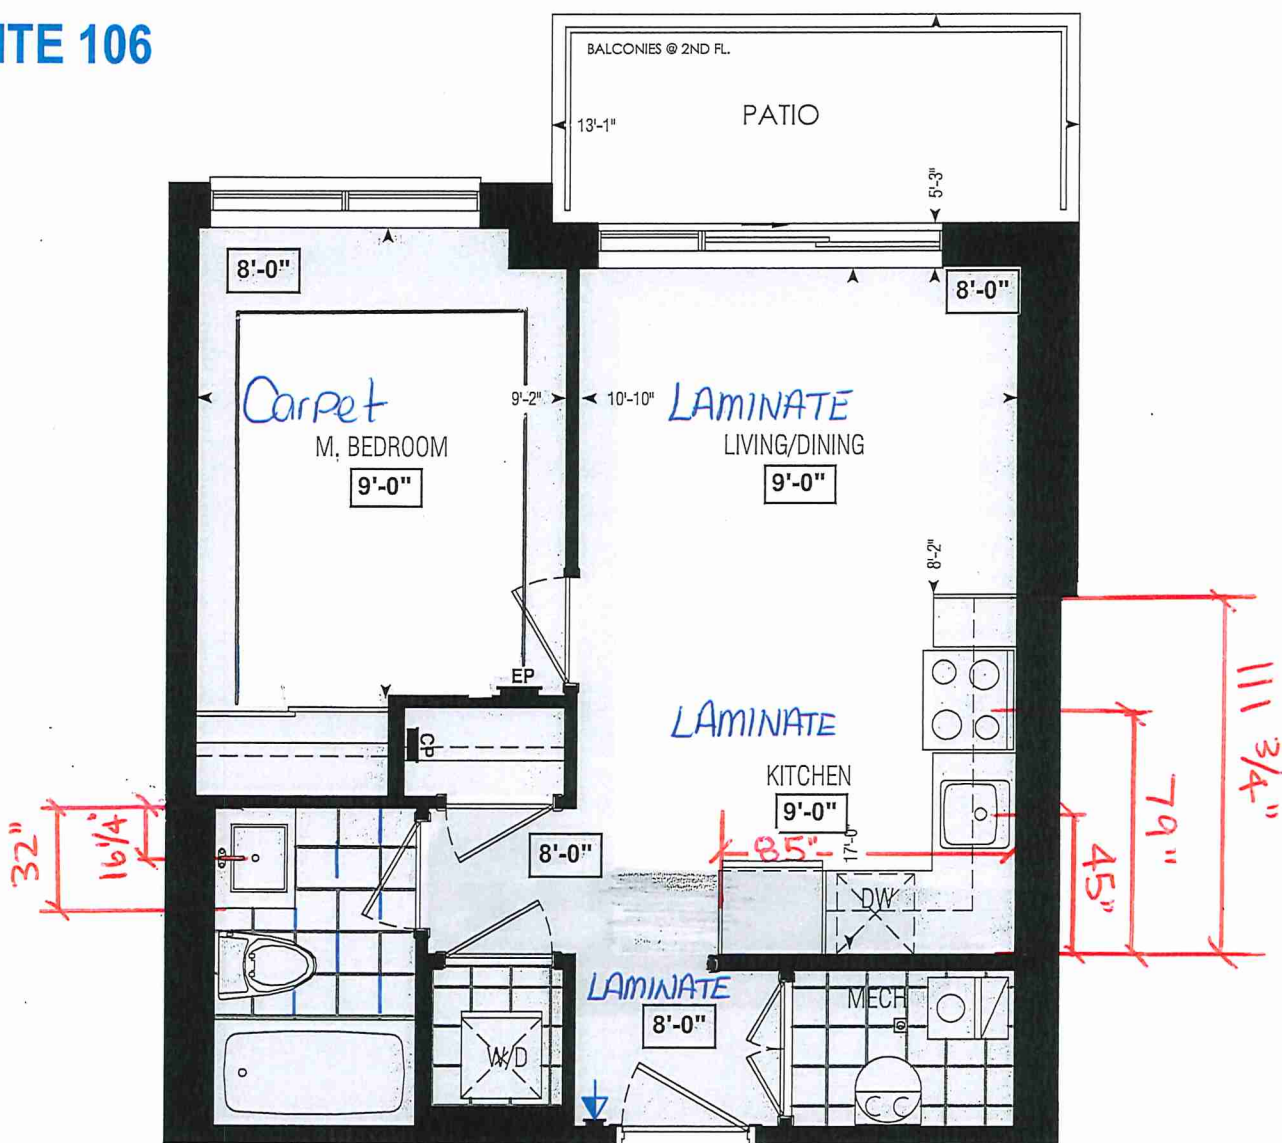 ITE 106
BALCONIES @ 2ND FL.
PATIO
13'-1"
5'-3"
8'-0"
8'-0"
Carpet
9'-2"
10'-10"
LAMINATE
M. BEDROOM
LIVING/DINING
9'-0"
9'-0"
8'-2"
EP
CP
LAMINATE
KITCHEN
9'-0"
111 3/4"
79"
45"
85"
17'-0"
32"
19 1/4"
8'-0"
DW
LAMINATE
8'-0"
MECH
W/D